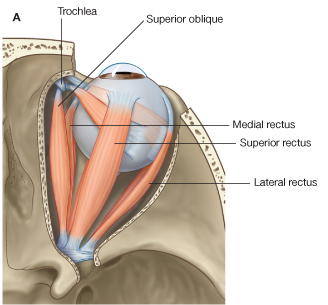 A
Trochlea
Superior oblique
Medial rectus
Superior rectus
Lateral rectus